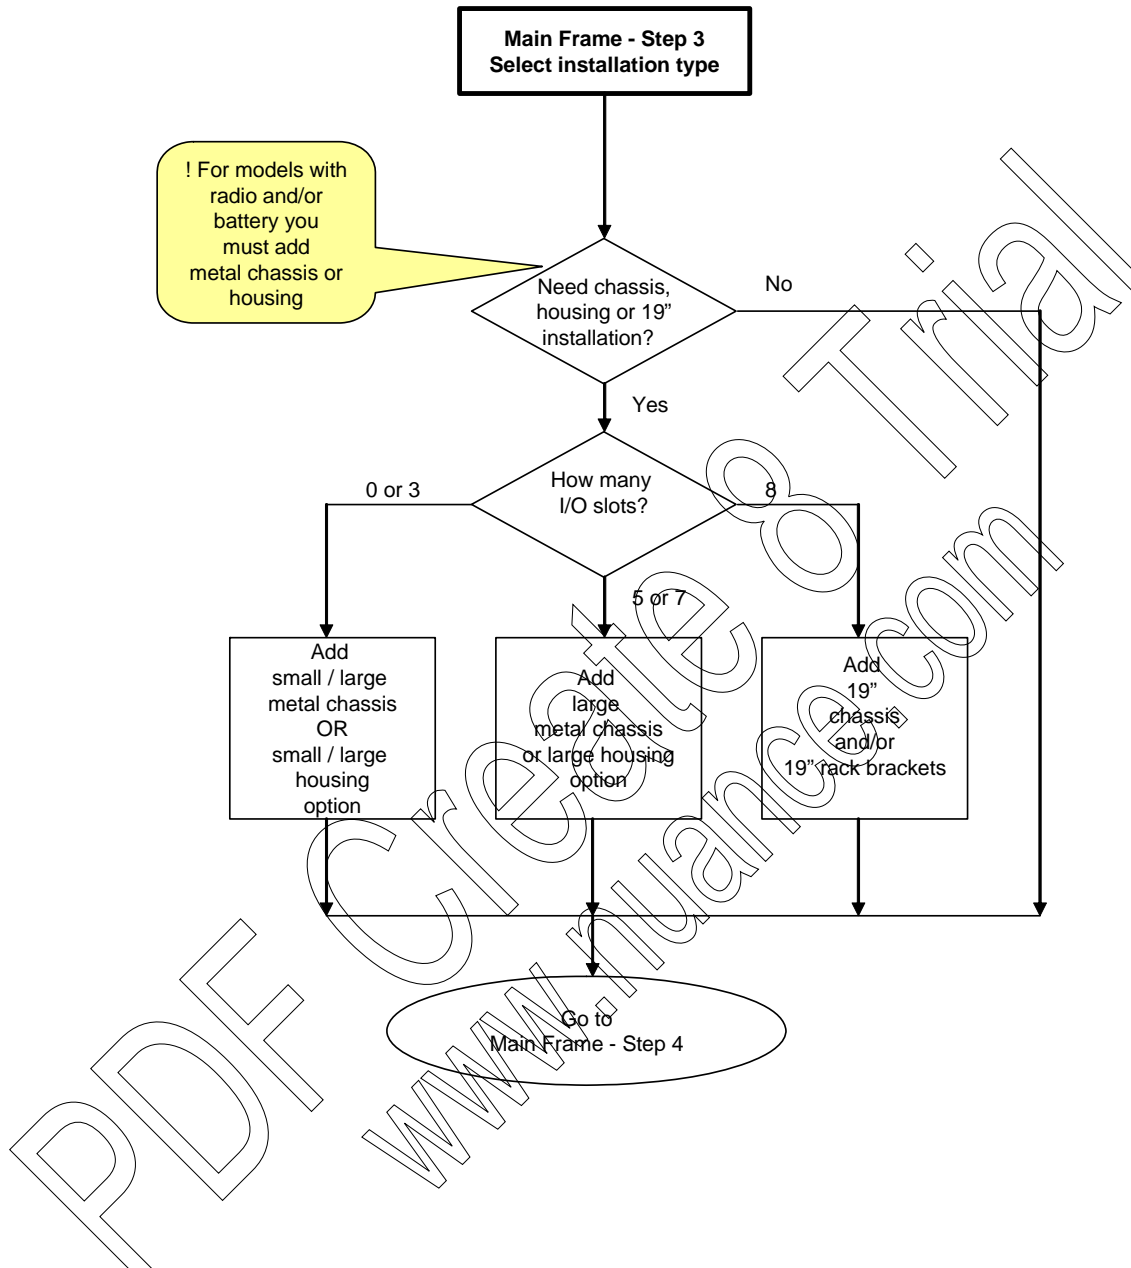 Main Frame - Step 3
Select installation type
! For models with
radio and/or
battery you
must add
metal chassis or
housing
Need chassis,
housing or 19”
installation?
No
Yes
How many
I/O slots?
0 or 3
8
5 or 7
Add
small / large
metal chassis
OR
small / large
housing
option
Add
large
metal chassis
or large housing
option
Add
19”
chassis
and/or
19” rack brackets
Go to
Main Frame - Step 4
PDF Create 8 Trial
www.nuance.com